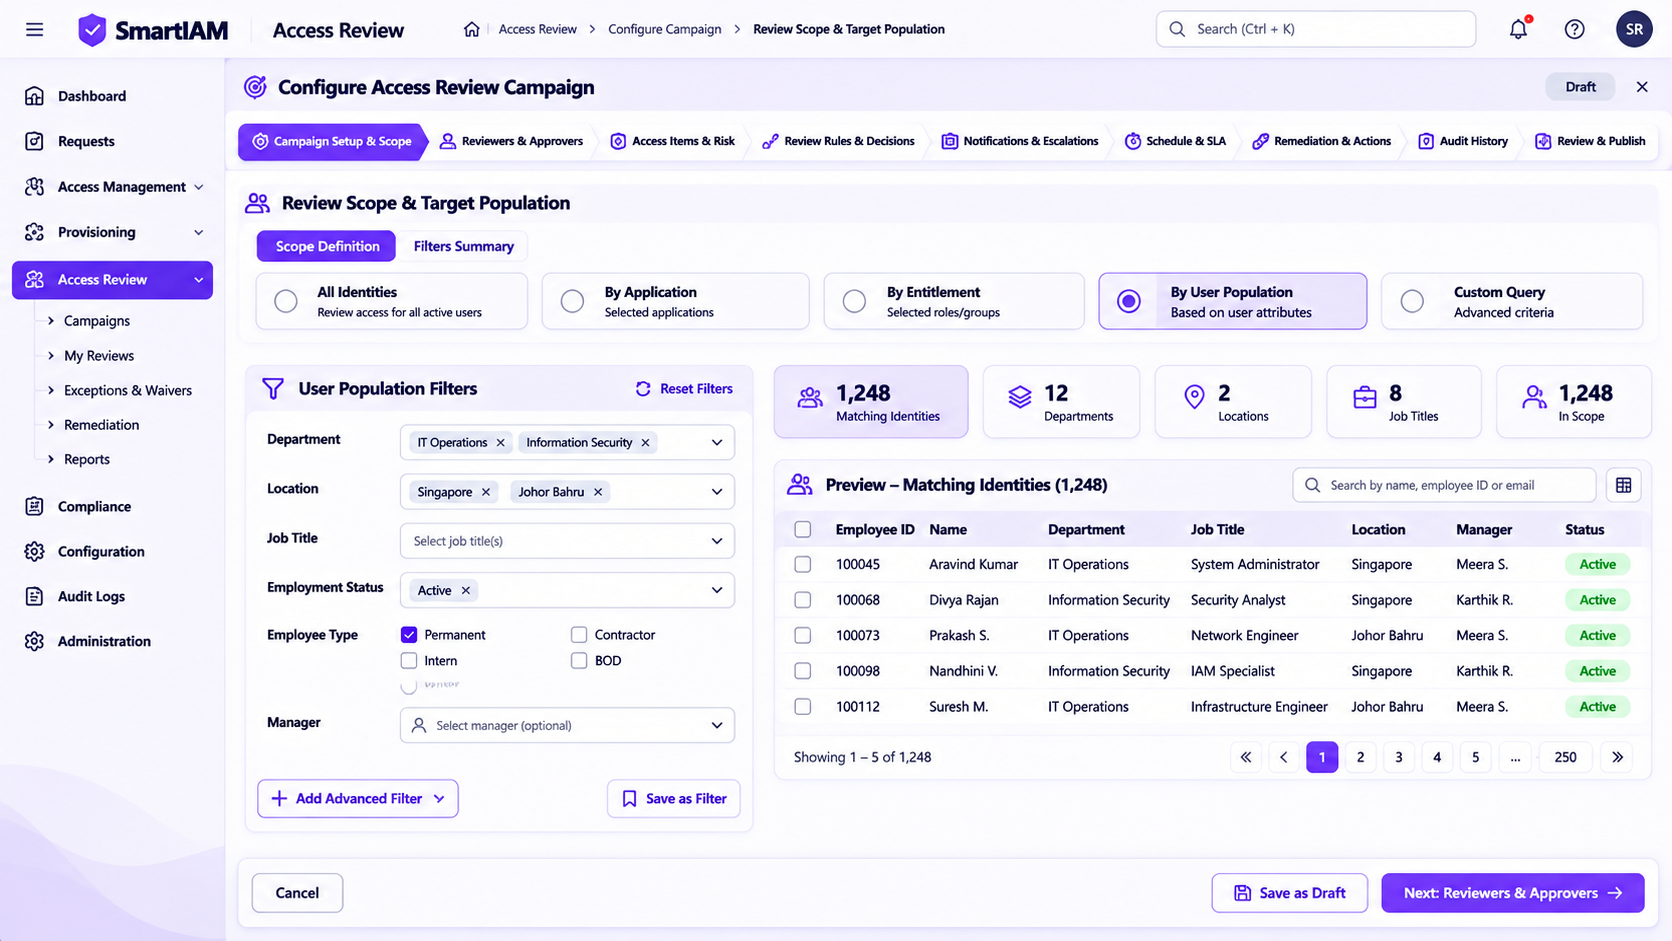 SmartIAM
Access Review
Access Review > Configure Campaign > Review Scope & Target Population
Search (Ctrl + K)
SR
Dashboard
Requests
Access Management
Provisioning
Access Review
Campaigns
My Reviews
Exceptions & Waivers
Remediation
Reports
Compliance
Configuration
Audit Logs
Administration
Configure Access Review Campaign
Draft
Campaign Setup & Scope
Reviewers & Approvers
Access Items & Risk
Review Rules & Decisions
Notifications & Escalations
Schedule & SLA
Remediation & Actions
Audit History
Review & Publish
Review Scope & Target Population
Scope Definition
Filters Summary
All Identities
Review access for all active users
By Application
Selected applications
By Entitlement
Selected roles/groups
By User Population
Based on user attributes
Custom Query
Advanced criteria
User Population Filters
Reset Filters
Department
IT Operations
Information Security
Location
Singapore
Johor Bahru
Job Title
Select job title(s)
Employment Status
Active
Employee Type
Permanent
Contractor
Intern
BOD
Manager
Select manager (optional)
Add Advanced Filter
Save as Filter
1,248
Matching Identities
12
Departments
2
Locations
8
Job Titles
1,248
In Scope
Preview – Matching Identities (1,248)
Search by name, employee ID or email
Employee ID Name Department Job Title Location Manager Status
100045 Aravind Kumar IT Operations System Administrator Singapore Meera S. Active
100068 Divya Rajan Information Security Security Analyst Singapore Karthik R. Active
100073 Prakash S. IT Operations Network Engineer Johor Bahru Meera S. Active
100098 Nandhini V. Information Security IAM Specialist Singapore Karthik R. Active
100112 Suresh M. IT Operations Infrastructure Engineer Johor Bahru Meera S. Active
Showing 1 – 5 of 1,248
1 2 3 4 5 ... 250
Cancel
Save as Draft
Next: Reviewers & Approvers